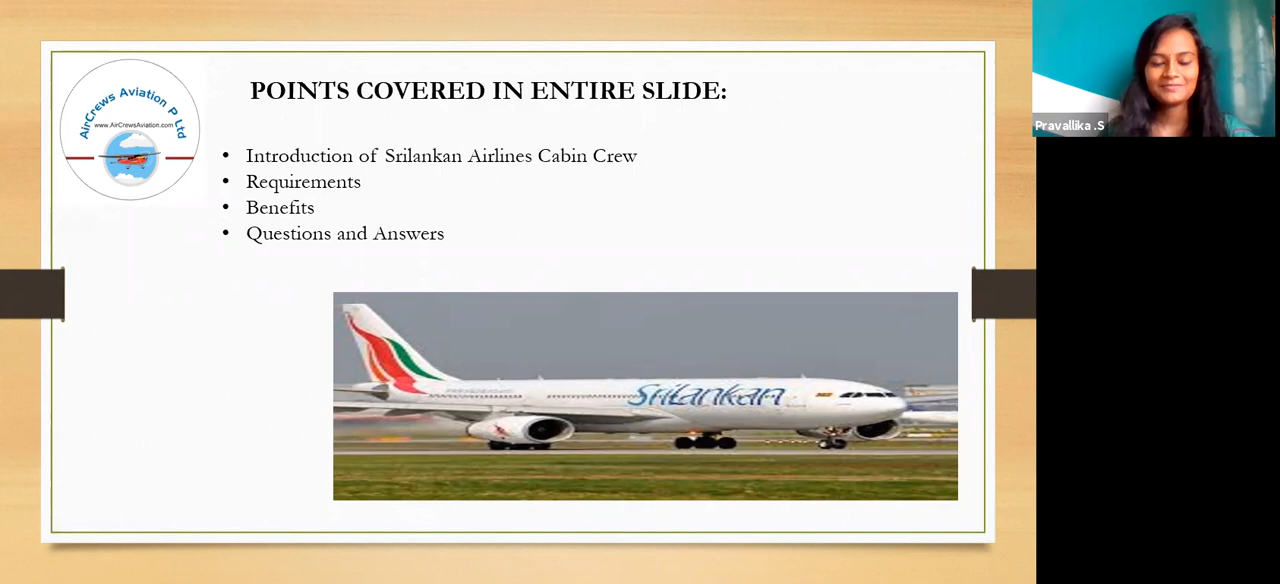 AirCrews Aviation P Ltd
www.AirCrewsAviation.com
POINTS COVERED IN ENTIRE SLIDE:
• Introduction of Srilankan Airlines Cabin Crew
• Requirements
• Benefits
• Questions and Answers
SriLankan
Pravallika .S